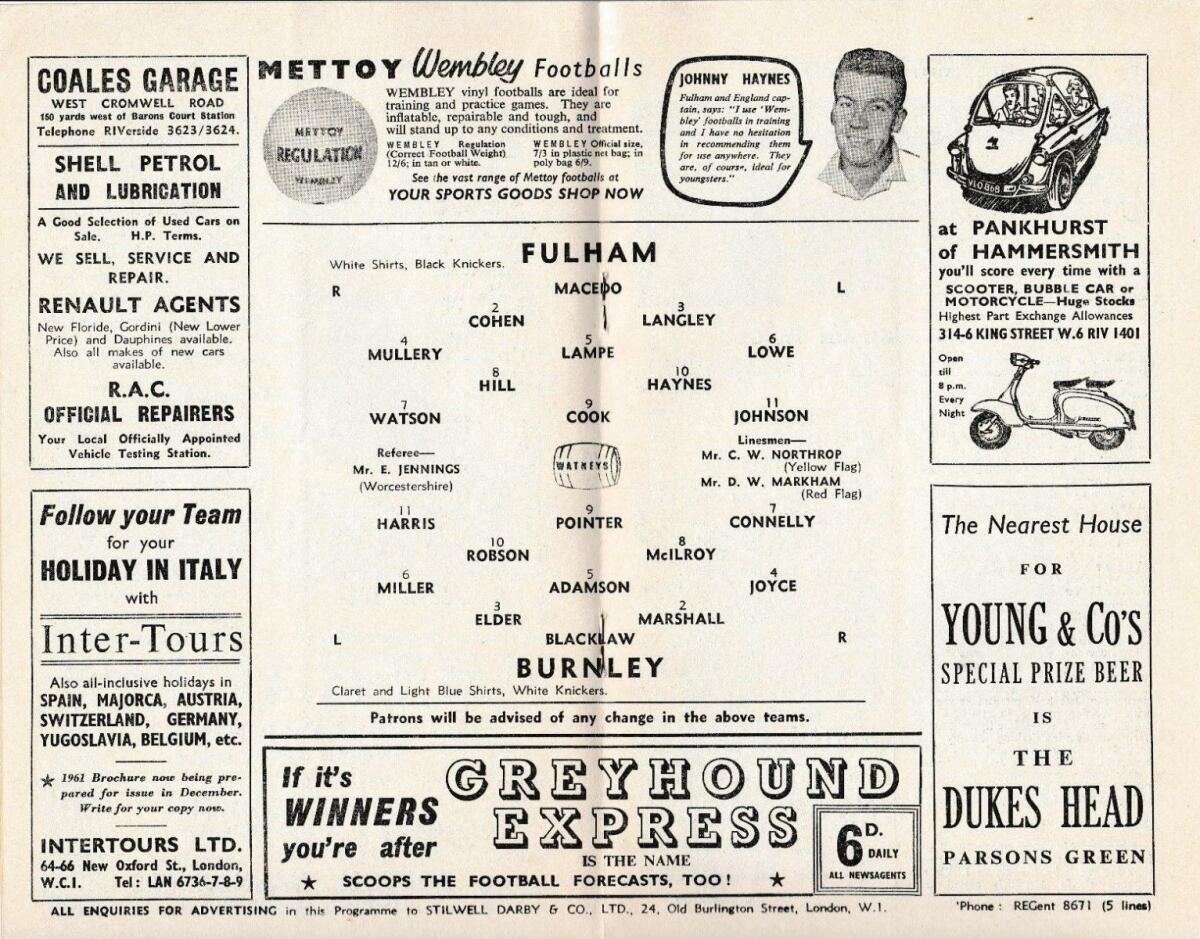 COALES GARAGE
WEST CROMWELL ROAD
150 yards west of Barons Court Station
Telephone RIVerside 3623/3624.
SHELL PETROL
AND LUBRICATION
A Good Selection of Used Cars on
Sale. H.P. Terms.
WE SELL, SERVICE AND
REPAIR.
RENAULT AGENTS
New Floride, Gordini (New Lower
Price) and Dauphines available.
Also all makes of new cars
available.
R.A.C.
OFFICIAL REPAIRERS
Your Local Officially Appointed
Vehicle Testing Station.
Follow your Team
for your
HOLIDAY IN ITALY
with
Inter-Tours
Also all-inclusive holidays in
SPAIN, MAJORCA, AUSTRIA,
SWITZERLAND, GERMANY,
YUGOSLAVIA, BELGIUM, etc.
★ 1961 Brochure now being pre-
pared for issue in December.
Write for your copy now.
INTERTOURS LTD.
64-66 New Oxford St., London,
W.C.I. Tel: LAN 6736-7-8-9
METTOY Wembley Footballs
METTOY
REGULATION
WEMBLEY
WEMBLEY vinyl footballs are ideal for
training and practice games. They are
inflatable, repairable and tough, and
will stand up to any conditions and treatment.
WEMBLEY Regulation
(Correct Football Weight)
12/6; in tan or white.
WEMBLEY Official size,
7/3 in plastic net bag; in
poly bag 6/9.
See the vast range of Mettoy footballs at
YOUR SPORTS GOODS SHOP NOW
JOHNNY HAYNES
Fulham and England cap-
tain, says: "I use 'Wem-
bley' footballs in training
and I have no hesitation
in recommending them
for use anywhere. They
are, of course, ideal for
youngsters."
FULHAM
White Shirts, Black Knickers.
R MACEDO L
2 3
COHEN LANGLEY
4 5 6
MULLERY LAMPE LOWE
8 10
HILL HAYNES
7 9 11
WATSON COOK JOHNSON
Referee—
Mr. E. JENNINGS
(Worcestershire)
WATNEYS
Linesmen—
Mr. C. W. NORTHROP
(Yellow Flag)
Mr. D. W. MARKHAM
(Red Flag)
11 9 7
HARRIS POINTER CONNELLY
10 8
ROBSON McILROY
6 5 4
MILLER ADAMSON JOYCE
3 2
ELDER MARSHALL
L BLACKLAW R
BURNLEY
Claret and Light Blue Shirts, White Knickers.
Patrons will be advised of any change in the above teams.
If it's
WINNERS
you're after
GREYHOUND
EXPRESS
IS THE NAME
★ SCOOPS THE FOOTBALL FORECASTS, TOO! ★
6D.
DAILY
ALL NEWSAGENTS
VLO 868
at PANKHURST
of HAMMERSMITH
you'll score every time with a
SCOOTER, BUBBLE CAR or
MOTORCYCLE—Huge Stocks
Highest Part Exchange Allowances
314-6 KING STREET W.6 RIV 1401
Open
till
8 p.m.
Every
Night
The Nearest House
FOR
YOUNG & Co's
SPECIAL PRIZE BEER
IS
THE
DUKES HEAD
PARSONS GREEN
ALL ENQUIRIES FOR ADVERTISING in this Programme to STILWELL DARBY & CO., LTD., 24, Old Burlington Street, London, W.I. 'Phone: REGent 8671 (5 lines)